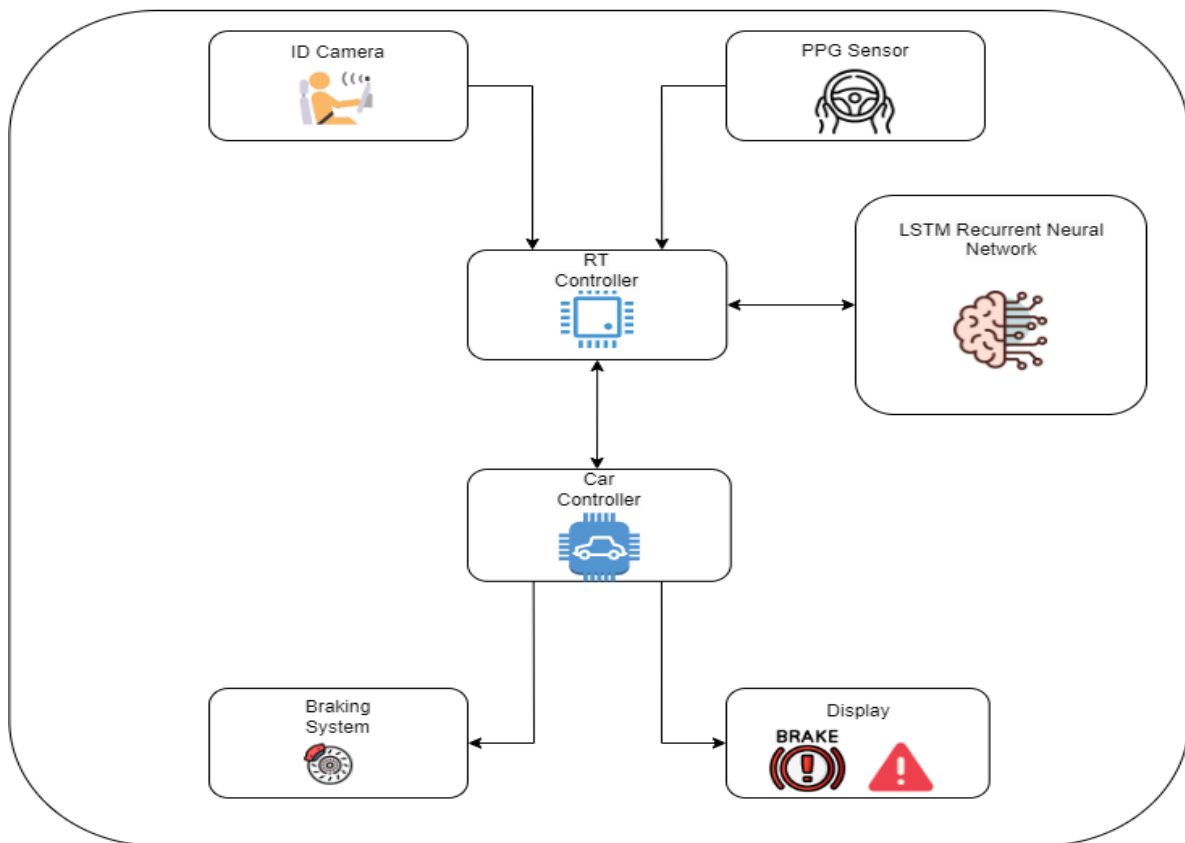 ID Camera
PPG Sensor
LSTM Recurrent Neural
Network
RT
Controller
Car
Controller
Braking
System
Display
BRAKE
!
!